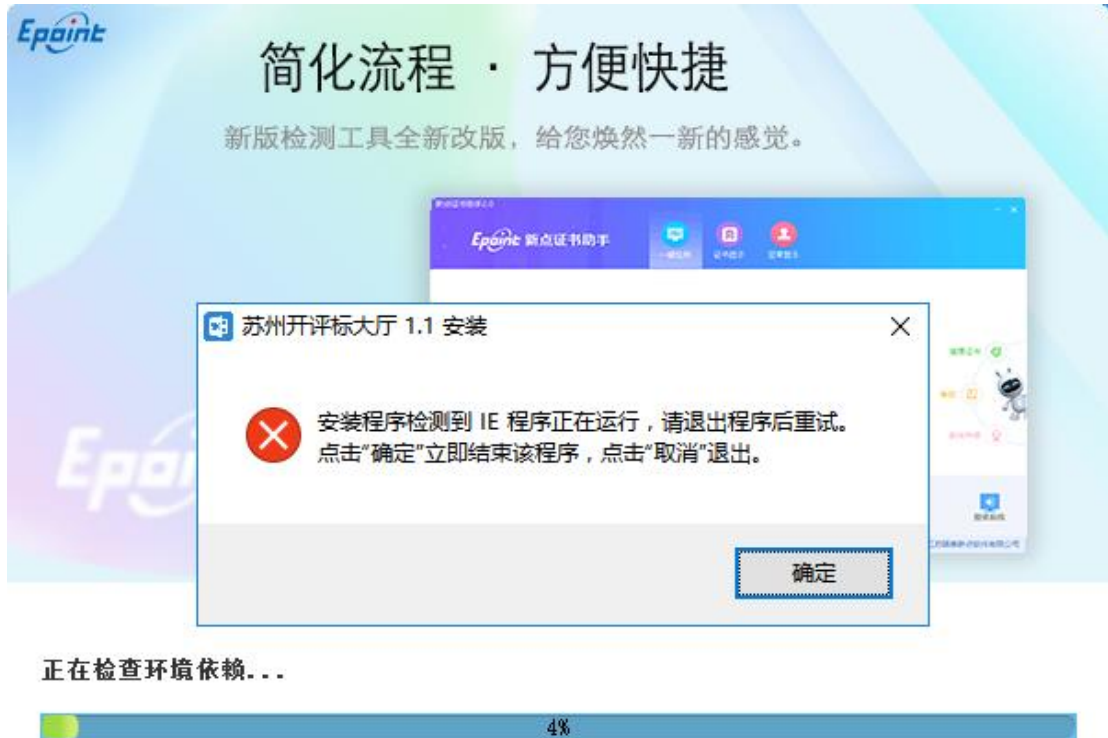 Epoint
简化流程 · 方便快捷
新版检测工具全新改版，给您焕然一新的感觉。
Epoint 新点证书助手
苏州开评标大厅 1.1 安装
安装程序检测到 IE 程序正在运行，请退出程序后重试。
点击“确定”立即结束该程序，点击“取消”退出。
确定
正在检查环境依赖...
4%